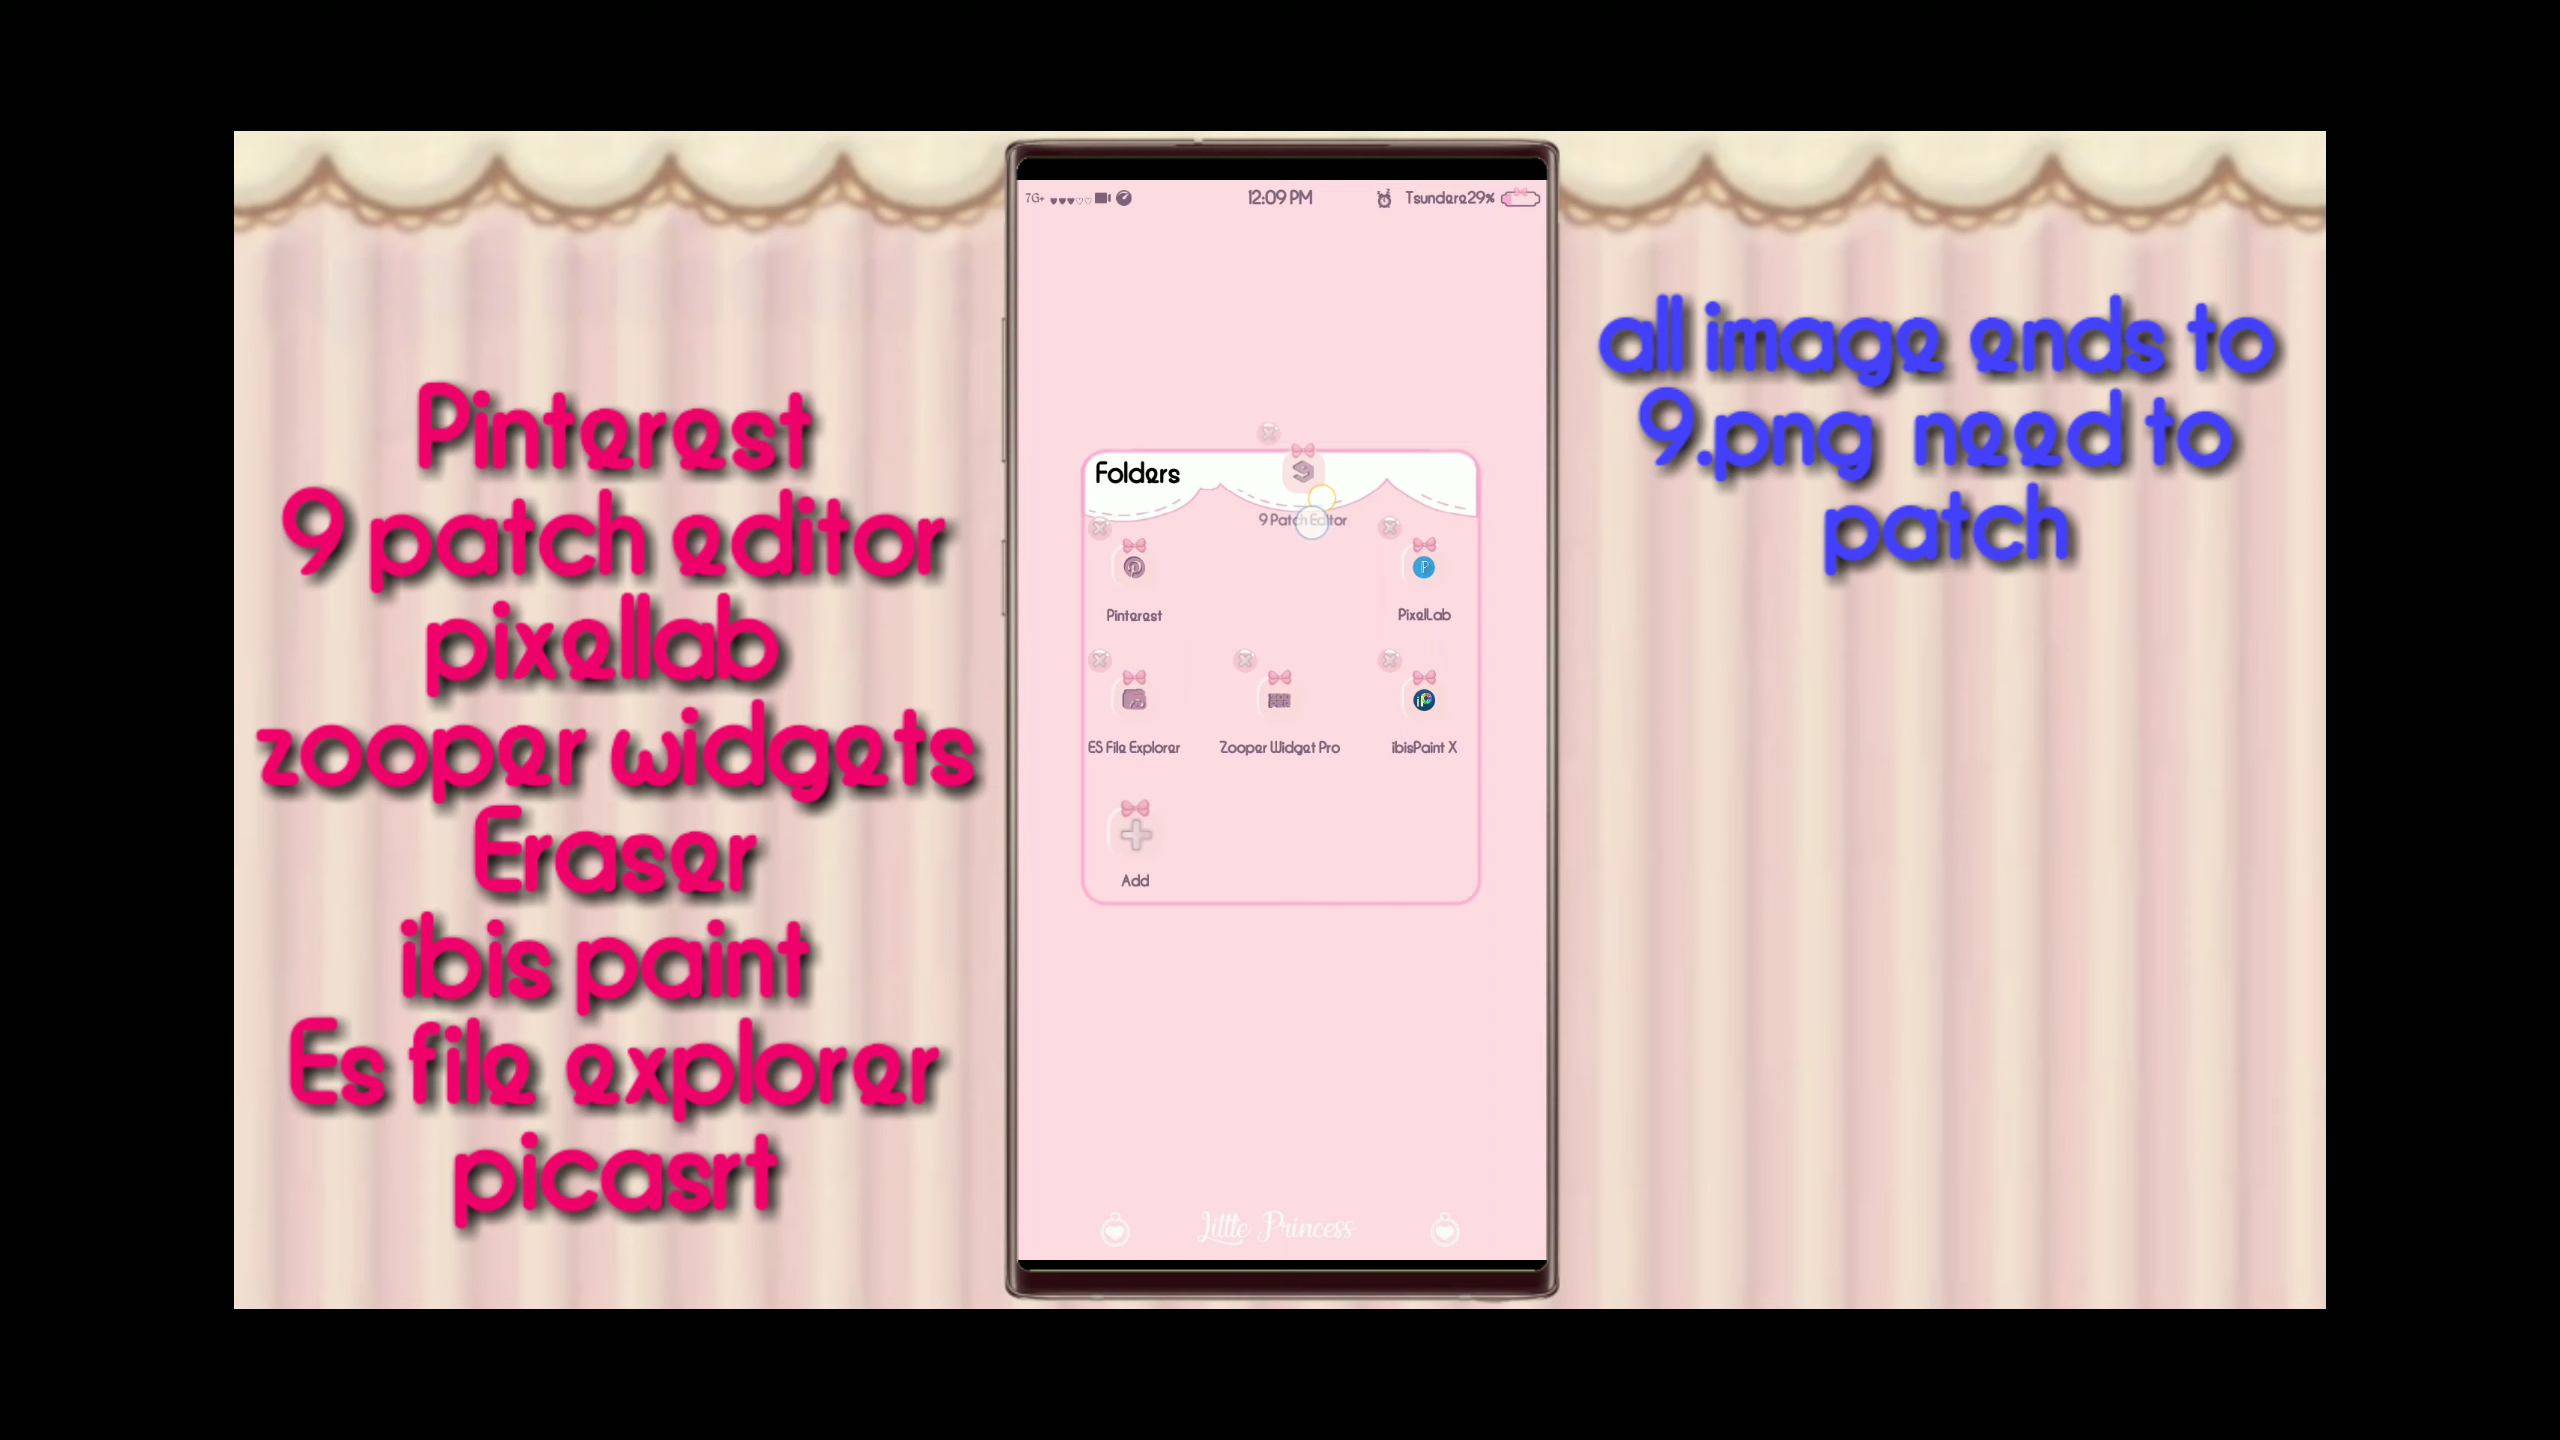 Pinterest
9 patch editor
pixellab
zooper widgets
Eraser
ibis paint
Es file explorer
picasrt
7G+
12:09 PM
Tsundere29%
Folders
9 Patch Editor
Pinterest
PixelLab
ES File Explorer
Zooper Widget Pro
ibisPaint X
Add
Little Princess
all image ends to
9.png need to
patch